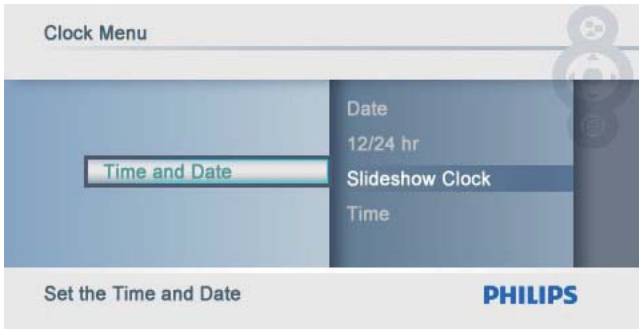 Clock Menu
Date
12/24 hr
Time and Date
Slideshow Clock
Time
Set the Time and Date
PHILIPS